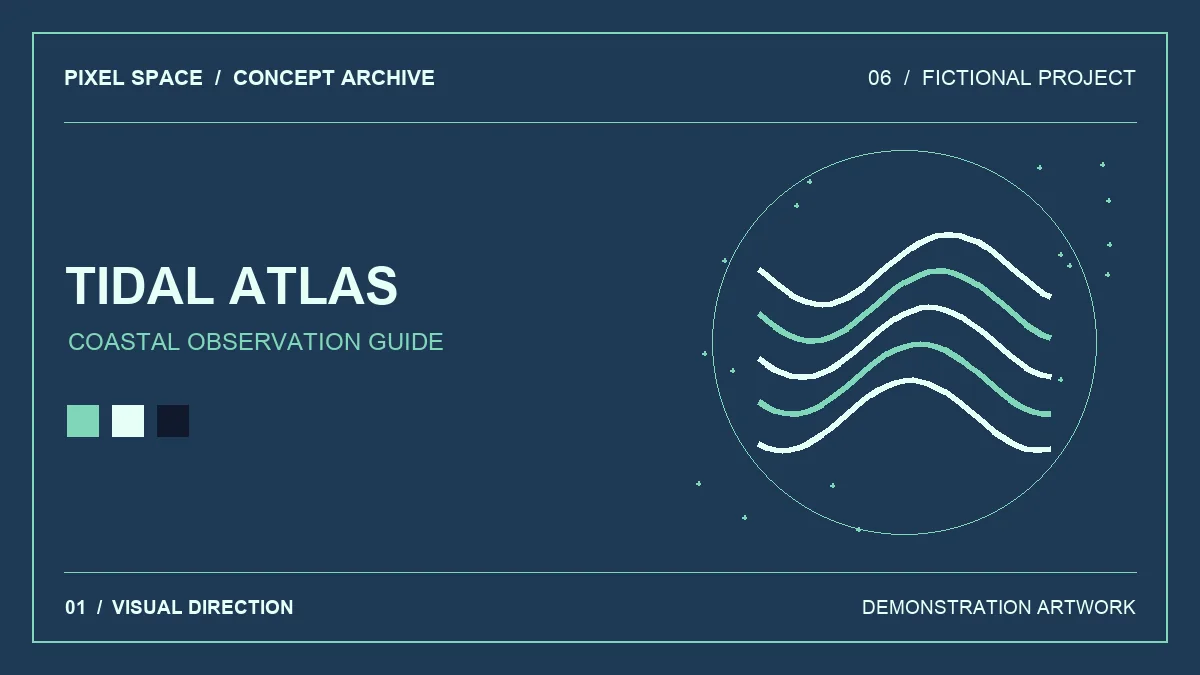 PIXEL SPACE / CONCEPT ARCHIVE
06 / FICTIONAL PROJECT
TIDAL ATLAS
COASTAL OBSERVATION GUIDE
01 / VISUAL DIRECTION
DEMONSTRATION ARTWORK